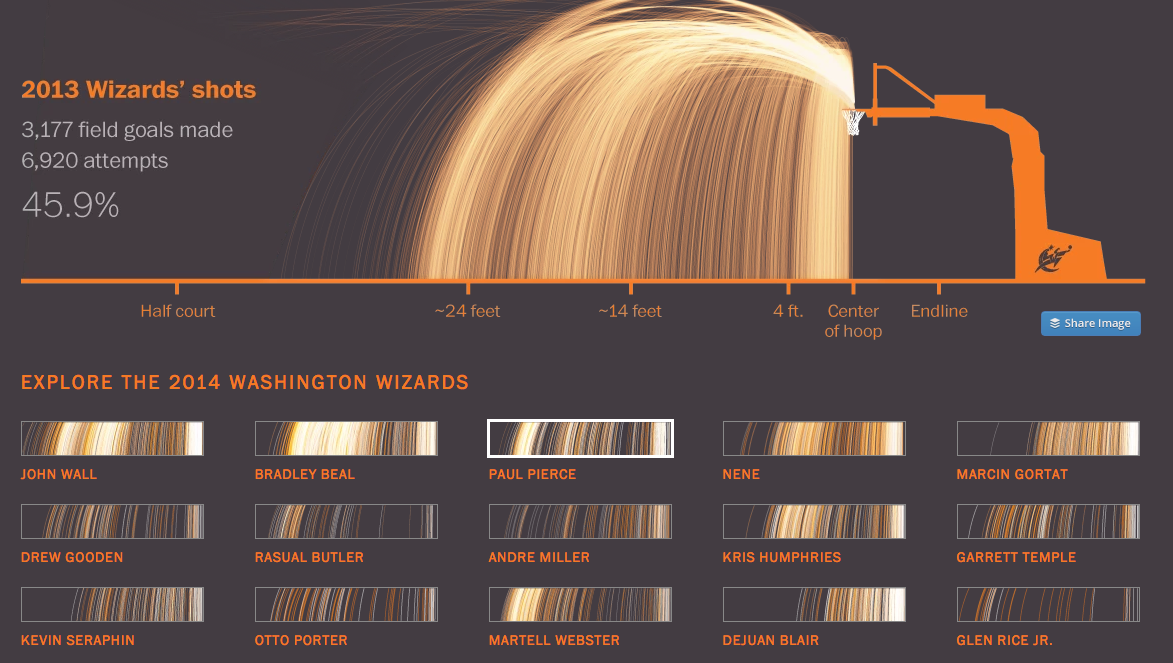 2013 Wizards’ shots
3,177 field goals made
6,920 attempts
45.9%
Half court
~24 feet
~14 feet
4 ft.
Center
of hoop
Endline
Share Image
EXPLORE THE 2014 WASHINGTON WIZARDS
JOHN WALL
BRADLEY BEAL
PAUL PIERCE
NENE
MARCIN GORTAT
DREW GOODEN
RASUAL BUTLER
ANDRE MILLER
KRIS HUMPHRIES
GARRETT TEMPLE
KEVIN SERAPHIN
OTTO PORTER
MARTELL WEBSTER
DEJUAN BLAIR
GLEN RICE JR.